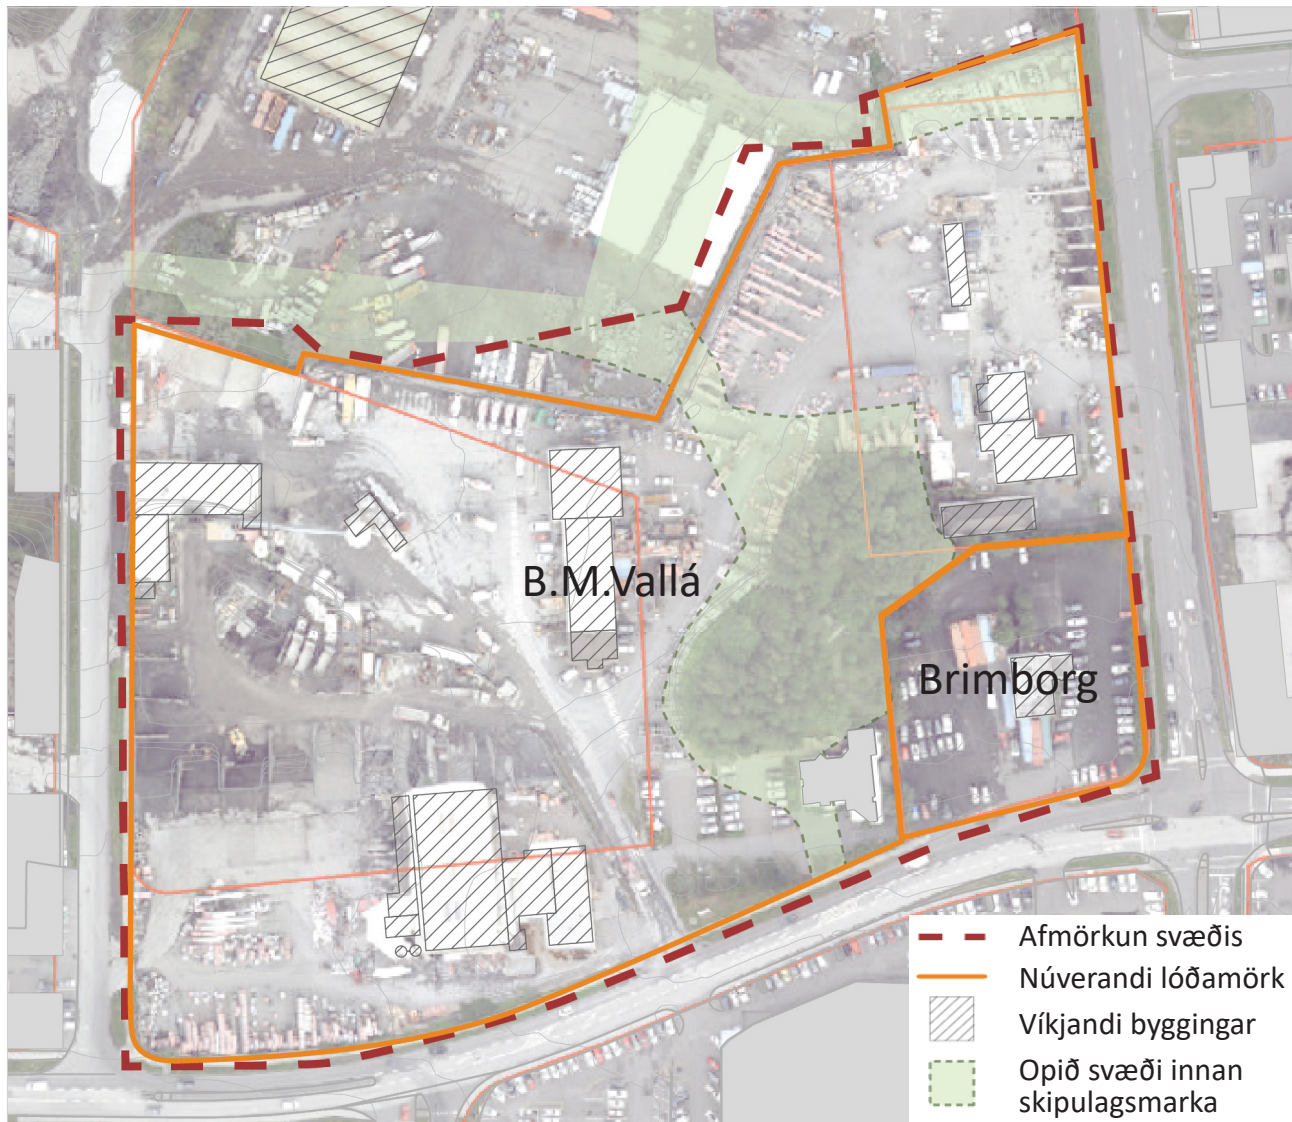 B.M.Vallá
Brimborg
Afmörkun svæðis
Núverandi lóðamörk
Víkjandi byggingar
Opið svæði innan
skipulagsmarka